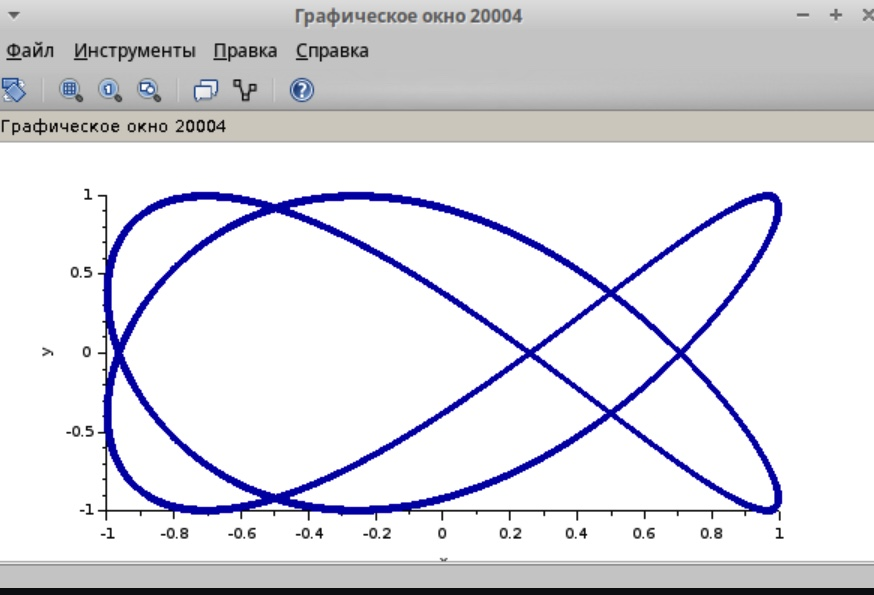 Графическое окно 20004
Файл Инструменты Правка Справка
Графическое окно 20004
1
0.5
0
-0.5
-1
y
-1 -0.8 -0.6 -0.4 -0.2 0 0.2 0.4 0.6 0.8 1